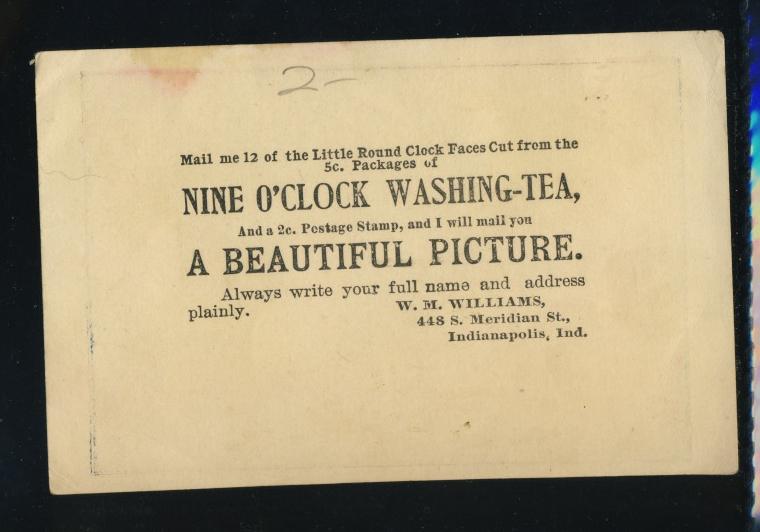 2-
Mail me 12 of the Little Round Clock Faces Cut from the
5c. Packages of
NINE O'CLOCK WASHING-TEA,
And a 2c. Postage Stamp, and I will mail you
A BEAUTIFUL PICTURE.
Always write your full name and address
plainly.
W. M. WILLIAMS,
448 S. Meridian St.,
Indianapolis, Ind.